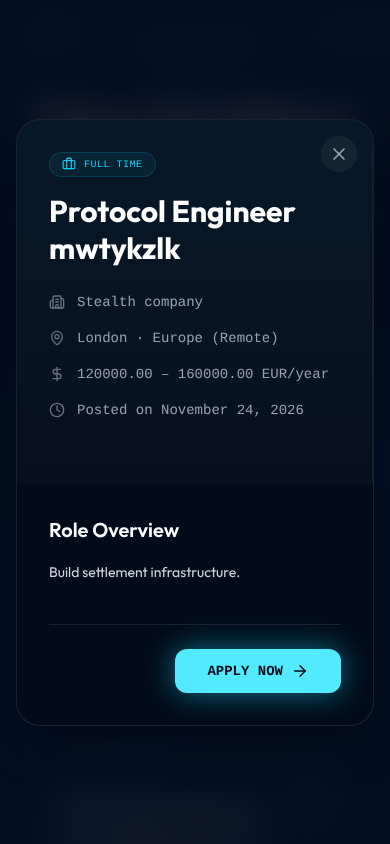 FULL TIME
Protocol Engineer
mwtykzlk
Stealth company
London · Europe (Remote)
120000.00 – 160000.00 EUR/year
Posted on November 24, 2026
Role Overview
Build settlement infrastructure.
APPLY NOW →